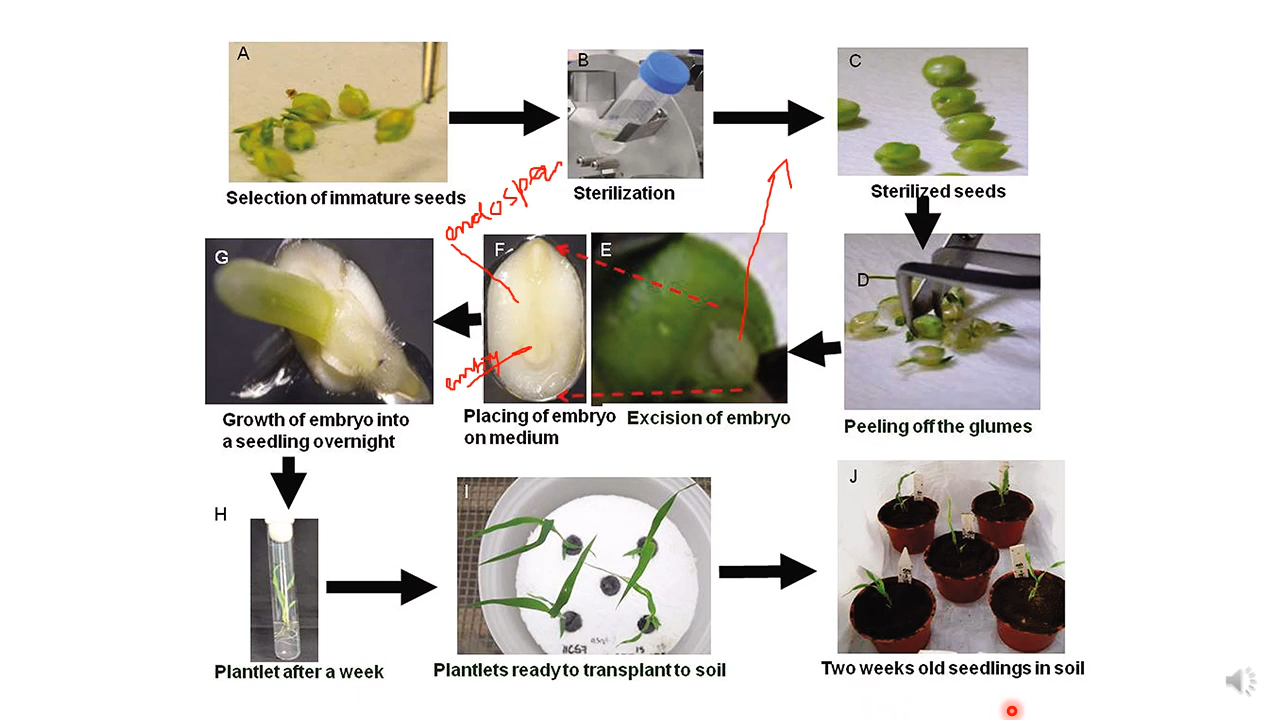 A
B
C
Selection of immature seeds
Sterilization
Sterilized seeds
endosper
G
F
E
D
embryo
Growth of embryo into
a seedling overnight
Placing of embryo
on medium
Excision of embryo
Peeling off the glumes
H
I
J
Plantlet after a week
Plantlets ready to transplant to soil
Two weeks old seedlings in soil